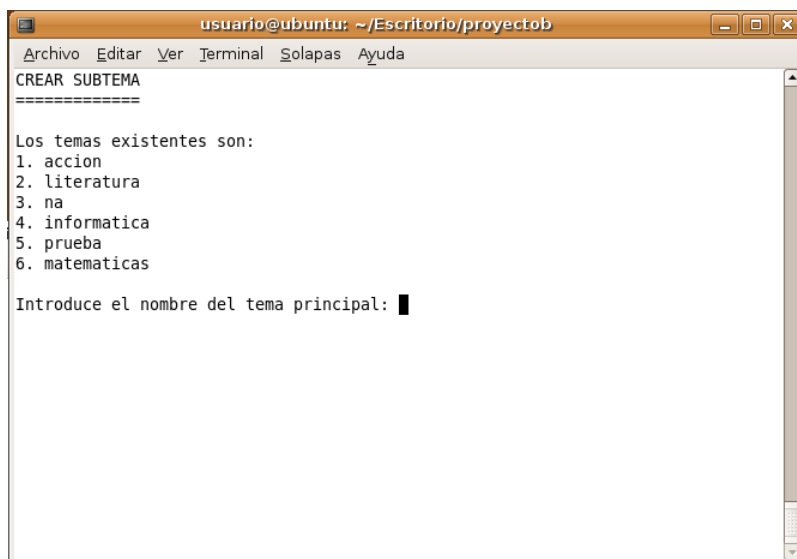 usuario@ubuntu: ~/Escritorio/proyectob
Archivo Editar Ver Terminal Solapas Ayuda
CREAR SUBTEMA
=============
Los temas existentes son:
1. accion
2. literatura
3. na
4. informatica
5. prueba
6. matematicas
Introduce el nombre del tema principal: